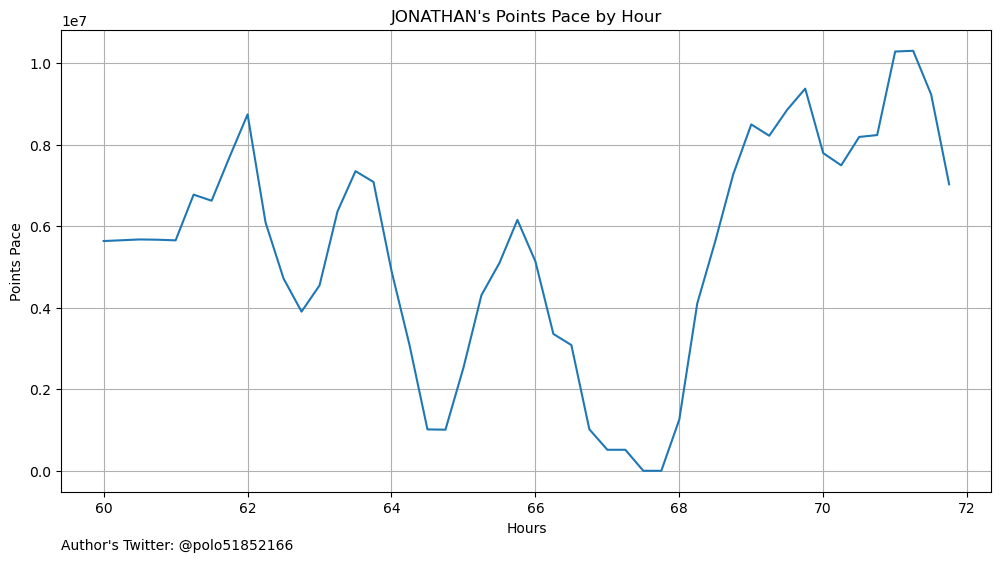 JONATHAN's Points Pace by Hour
1e7
1.0
0.8
0.6
0.4
0.2
0.0
Points Pace
60 62 64 66 68 70 72
Hours
Author's Twitter: @polo51852166